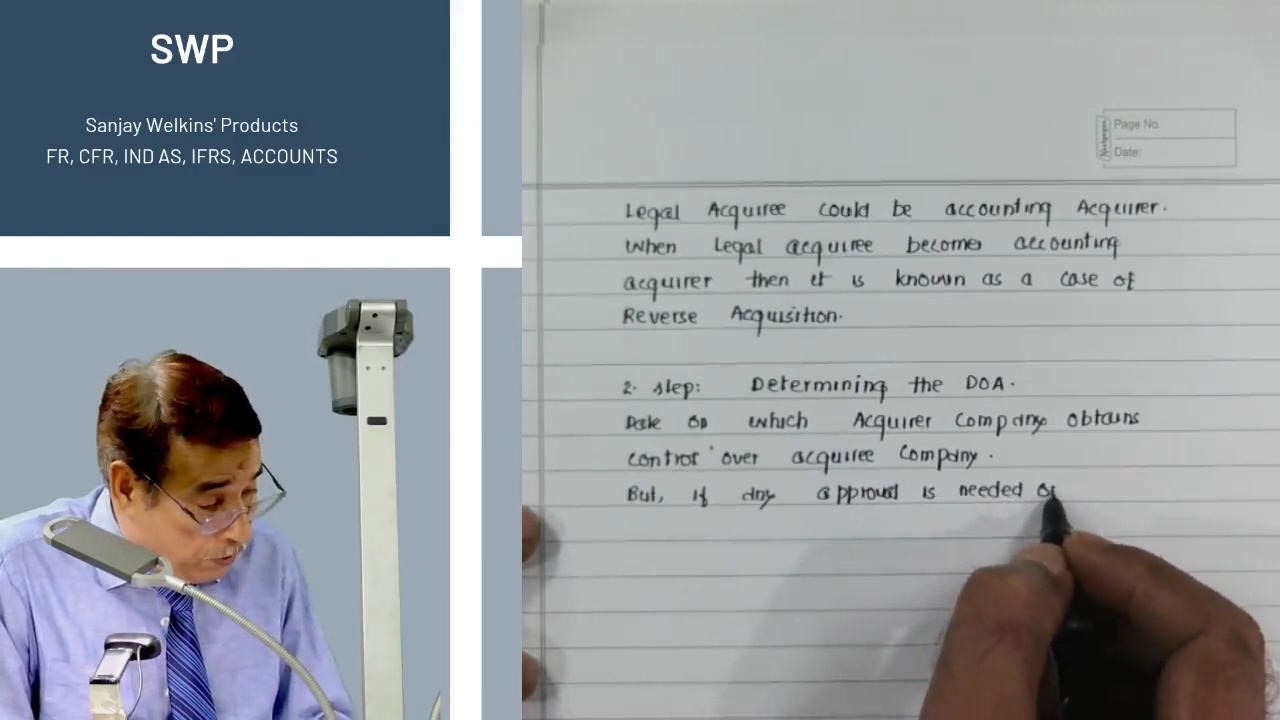 SWP
Sanjay Welkins' Products
FR, CFR, IND AS, IFRS, ACCOUNTS
Page No.
Date:
Legal Acquiree could be accounting Acquirer.
When Legal acquiree become accounting
acquirer then it is known as a case of
Reverse Acquisition.
2. step: Determining the DOA.
Date on which Acquirer Company obtains
control over acquiree Company.
But, if any approval is needed of